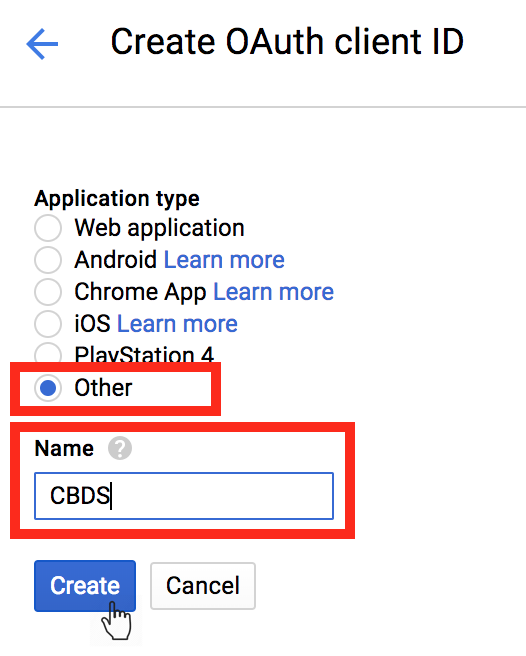 Create OAuth client ID
Application type
Web application
Android Learn more
Chrome App Learn more
iOS Learn more
PlayStation 4
Other
Name ?
CBDS
Create Cancel